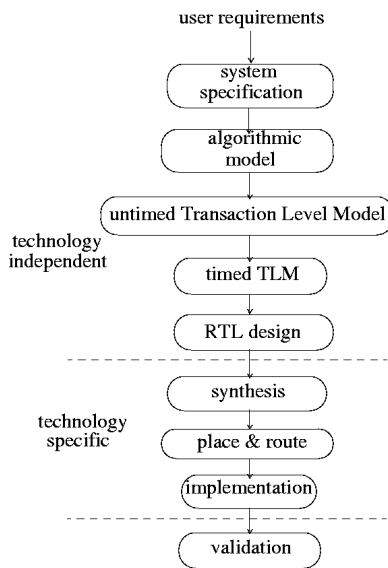 user requirements
system
specification
algorithmic
model
untimed Transaction Level Model
technology
independent
timed TLM
RTL design
synthesis
technology
specific
place & route
implementation
validation